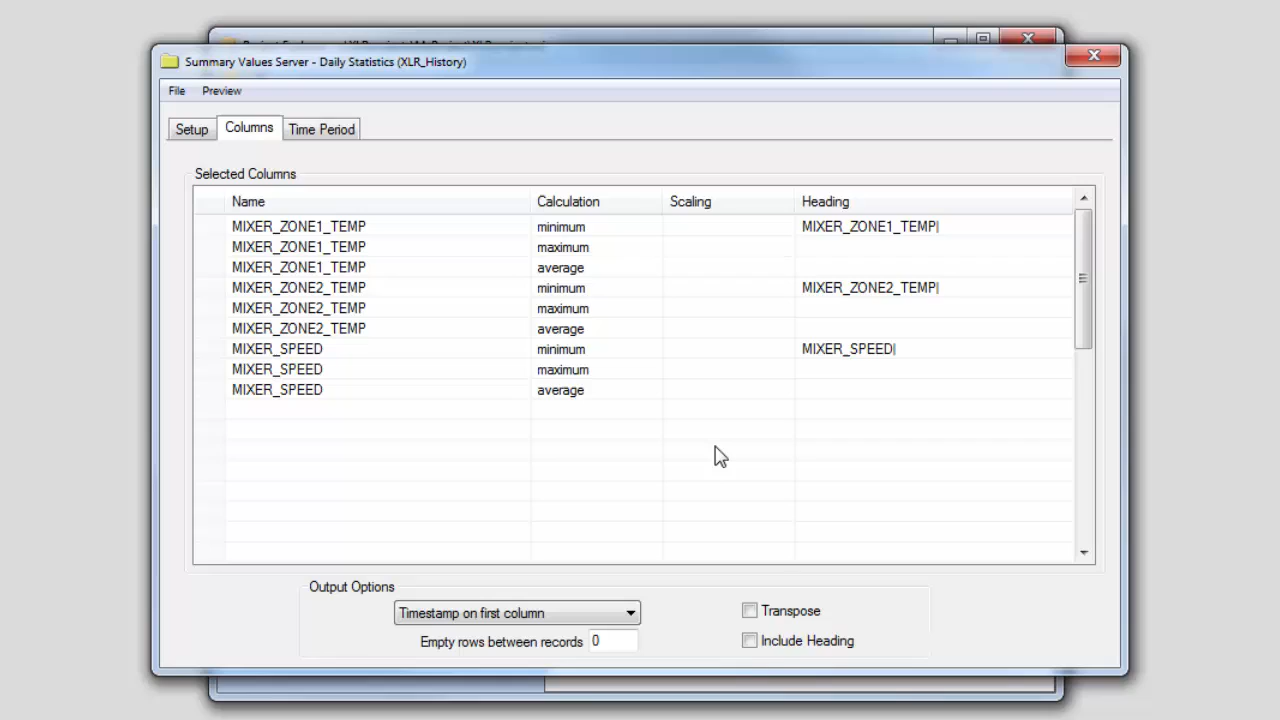 Summary Values Server - Daily Statistics (XLR_History)
File Preview
Setup Columns Time Period
Selected Columns
Name Calculation Scaling Heading
MIXER_ZONE1_TEMP minimum MIXER_ZONE1_TEMP|
MIXER_ZONE1_TEMP maximum
MIXER_ZONE1_TEMP average
MIXER_ZONE2_TEMP minimum MIXER_ZONE2_TEMP|
MIXER_ZONE2_TEMP maximum
MIXER_ZONE2_TEMP average
MIXER_SPEED minimum MIXER_SPEED|
MIXER_SPEED maximum
MIXER_SPEED average
Output Options
Timestamp on first column Transpose
Empty rows between records 0 Include Heading